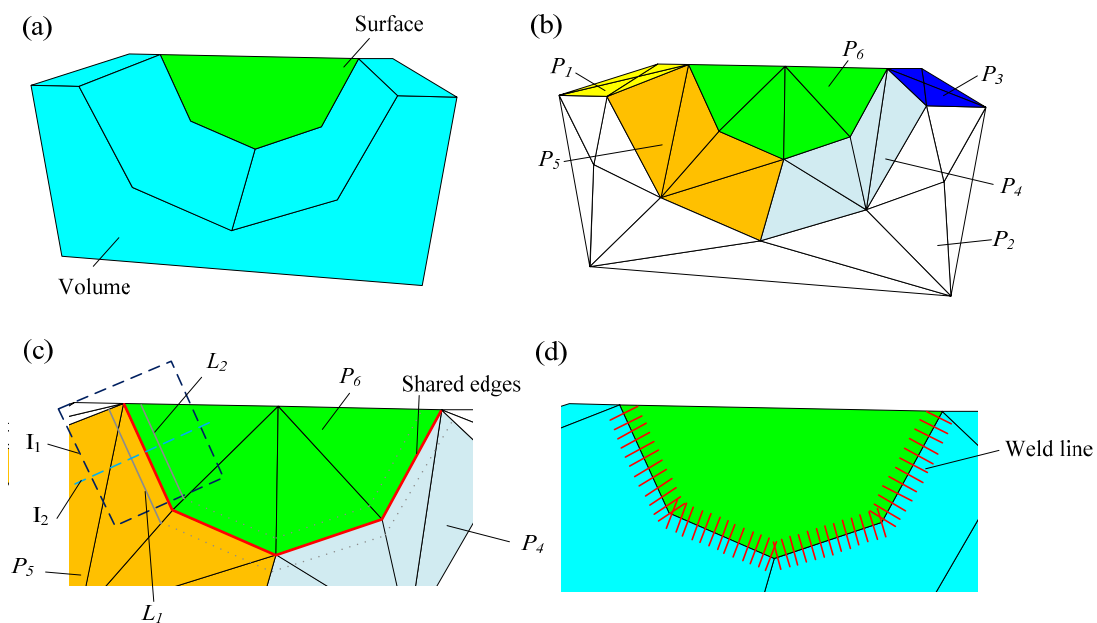 (a)
Surface
Volume
(b)
P1
P6
P3
P5
P4
P2
(c)
L2
P6
Shared edges
I1
I2
P5
L1
P4
(d)
Weld line